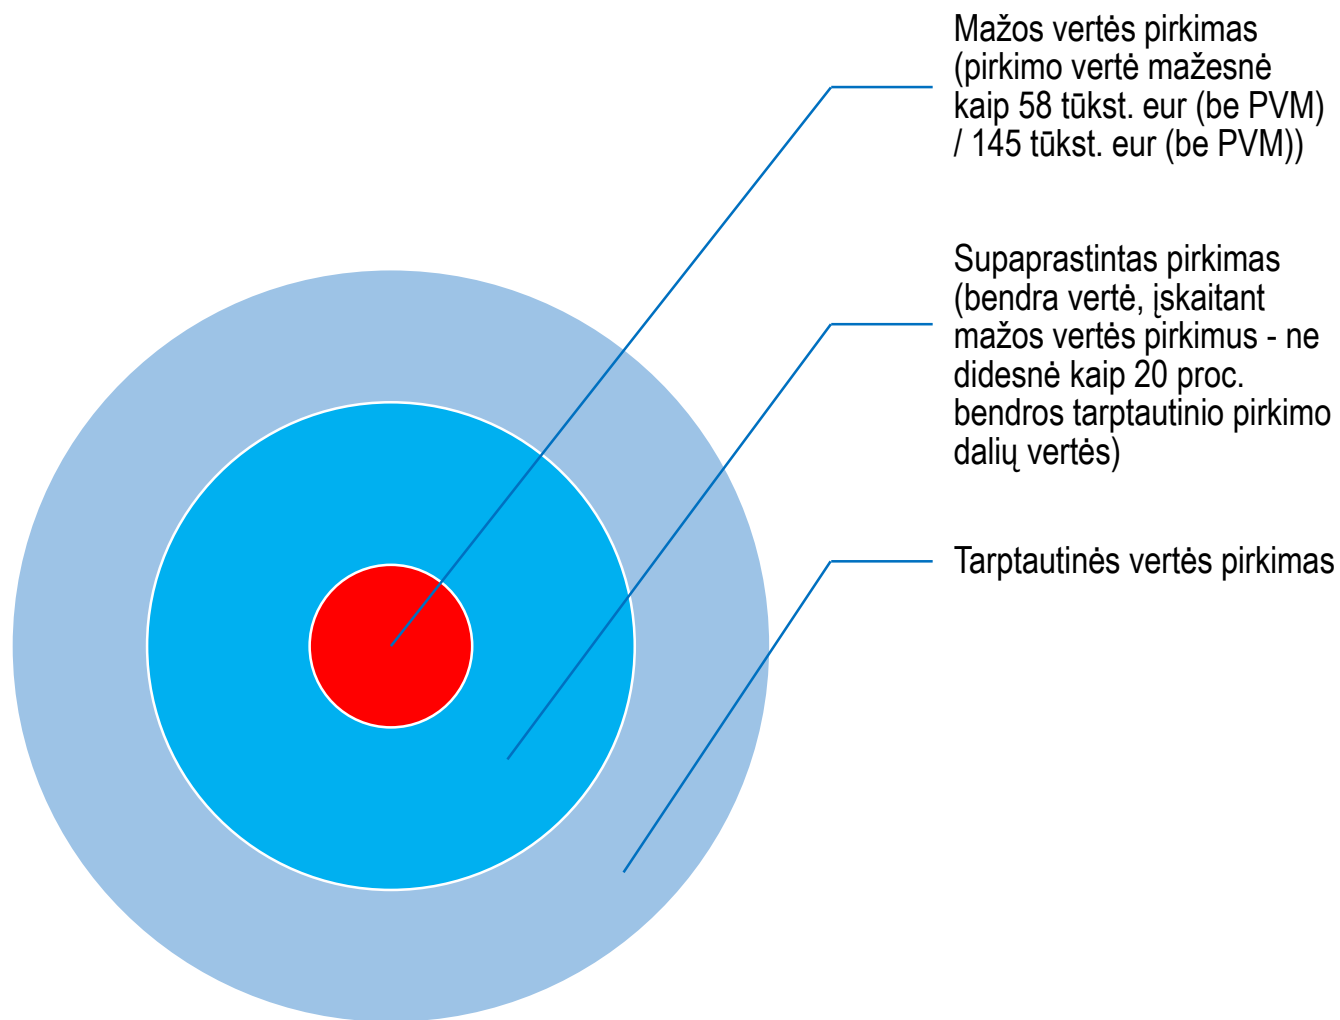 Mažos vertės pirkimas
(pirkimo vertė mažesnė
kaip 58 tūkst. eur (be PVM)
/ 145 tūkst. eur (be PVM))
Supaprastintas pirkimas
(bendra vertė, įskaitant
mažos vertės pirkimus - ne
didesnė kaip 20 proc.
bendros tarptautinio pirkimo
dalių vertės)
Tarptautinės vertės pirkimas